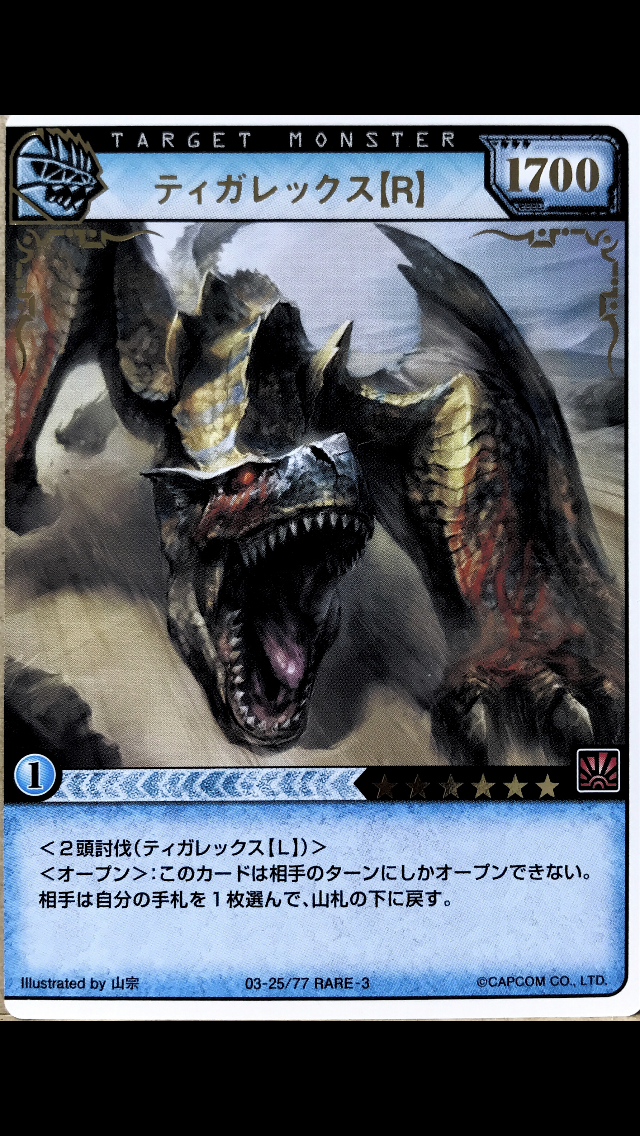 TARGET MONSTER
ティガレックス【R】
1700
1
<２頭討伐(ティガレックス【L】)>
<オープン>:このカードは相手のターンにしかオープンできない。
相手は自分の手札を１枚選んで、山札の下に戻す。
Illustrated by 山宗 03-25/77 RARE-3 ©CAPCOM CO., LTD.